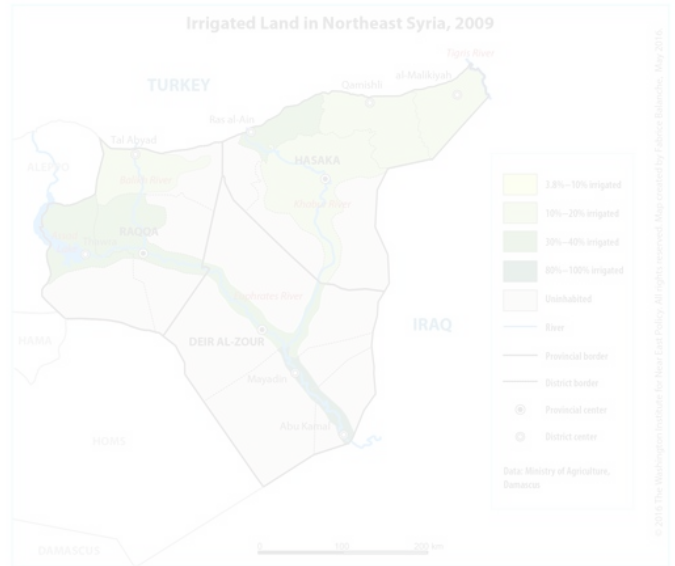 Irrigated Land in Northeast Syria, 2009
Tigris River
TURKEY
al-Malikiyah
Qamishli
Ras al-Ain
Tal Abyad
ALEPPO
HASAKA
Balikh River
Khabur River
RAQQA
Thawra
Euphrates River
IRAQ
HAMA
DEIR AL-ZOUR
Mayadin
Abu Kamal
HOMS
DAMASCUS
0 100 200 km
3.8%–10% irrigated
10%–20% irrigated
30%–40% irrigated
80%–100% irrigated
Uninhabited
River
Provincial border
District border
Provincial center
District center
Data: Ministry of Agriculture,
Damascus
© 2016 The Washington Institute for Near East Policy. All rights reserved. Map created by Fabrice Balanche, May 2016